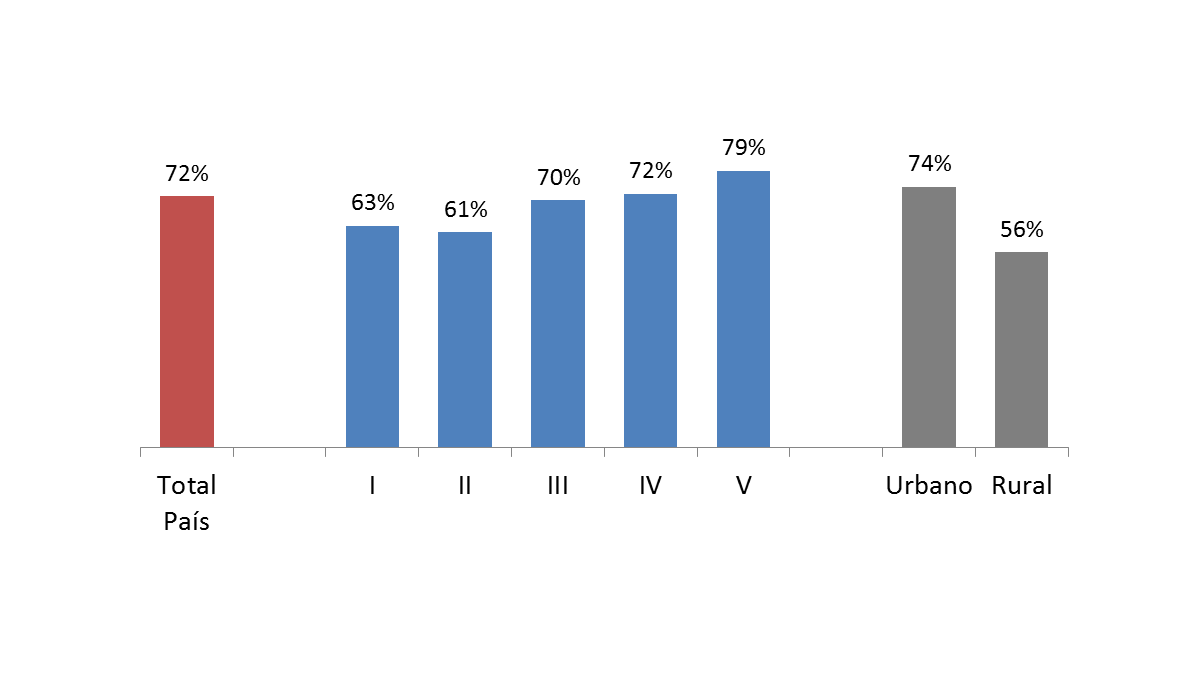 72%
63%
61%
70%
72%
79%
74%
56%
Total
País
I
II
III
IV
V
Urbano
Rural